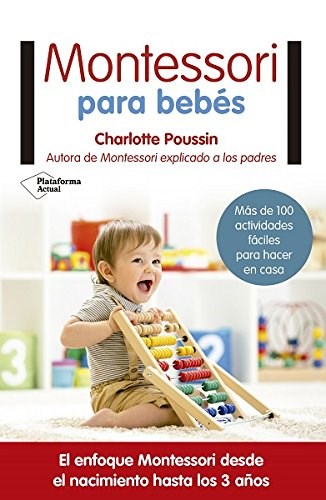 Montessori
para bebés
Charlotte Poussin
Autora de Montessori explicado a los padres
Plataforma
Actual
Más de 100
actividades
fáciles
para hacer
en casa
3
El enfoque Montessori desde
el nacimiento hasta los 3 años